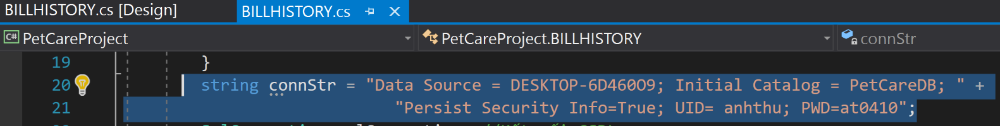 BILLHISTORY.cs [Design] BILLHISTORY.cs
C# PetCareProject PetCareProject.BILLHISTORY connStr
19 }
20 string connStr = "Data Source = DESKTOP-6D460O9; Initial Catalog = PetCareDB; " +
21 "Persist Security Info=True; UID= anhthu; PWD=at0410";